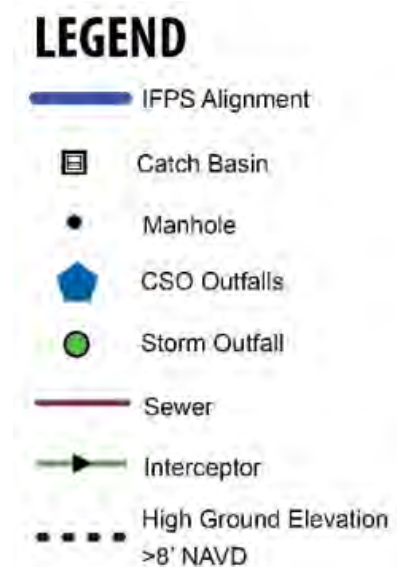 LEGEND
IFPS Alignment
Catch Basin
Manhole
CSO Outfalls
Storm Outfall
Sewer
Interceptor
High Ground Elevation
>8' NAVD